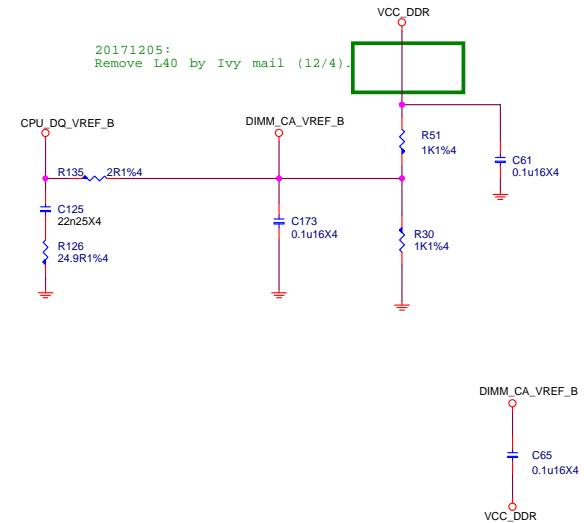 VCC_DDR
20171205:
Remove L40 by Ivy mail (12/4).
CPU_DQ_VREF_B
DIMM_CA_VREF_B
R51
1K1%4
C61
0.1u16X4
R135
2R1%4
C125
22n25X4
C173
0.1u16X4
R30
1K1%4
R126
24.9R1%4
DIMM_CA_VREF_B
C65
0.1u16X4
VCC_DDR